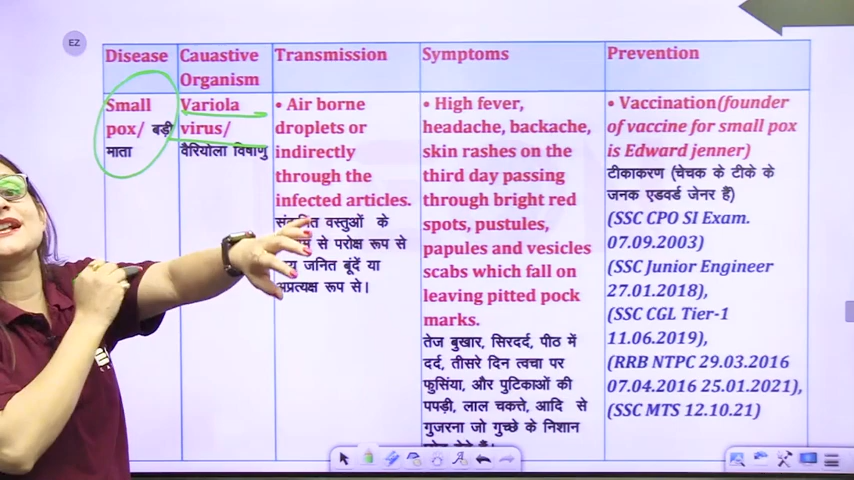 EZ
Disease
Cauastive
Organism
Transmission
Symptoms
Prevention
Small
pox/ बड़ी
माता
Variola
virus/
वैरियोला विषाणु
• Air borne
droplets or
indirectly
through the
infected articles.
वस्तुओं के
से परोक्ष रूप से
जनित बूंदें या
रूप से।
• High fever,
headache, backache,
skin rashes on the
third day passing
through bright red
spots, pustules,
papules and vesicles
scabs which fall on
leaving pitted pock
marks.
तेज बुखार, सिरदर्द, पीठ में
दर्द, तीसरे दिन त्वचा पर
फुसिंया, और पुटिकाओं की
पपड़ी, लाल चकत्ते, आदि से
गुजरना जो गुच्छे के निशान
• Vaccination(founder
of vaccine for small pox
is Edward jenner)
टीकाकरण (चेचक के टीके के
जनक एडवर्ड जेनर हैं)
(SSC CPO SI Exam.
07.09.2003)
(SSC Junior Engineer
27.01.2018),
(SSC CGL Tier-1
11.06.2019),
(RRB NTPC 29.03.2016
07.04.2016 25.01.2021),
(SSC MTS 12.10.21)